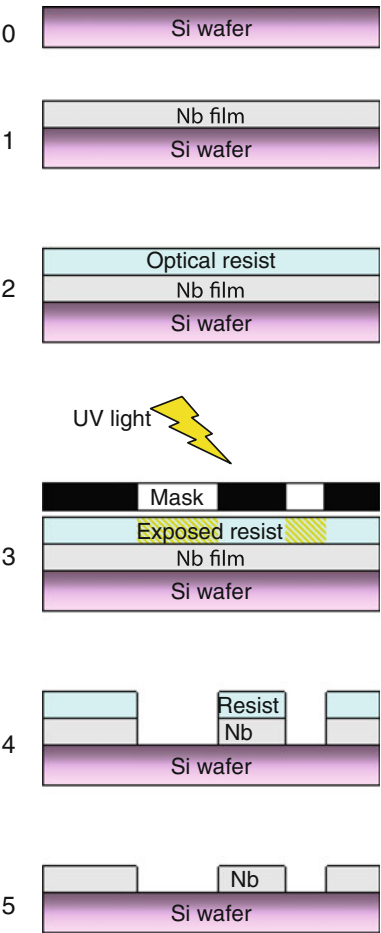 0
Si wafer
1
Nb film
Si wafer
2
Optical resist
Nb film
Si wafer
UV light
Mask
3
Exposed resist
Nb film
Si wafer
4
Resist
Nb
Si wafer
5
Nb
Si wafer